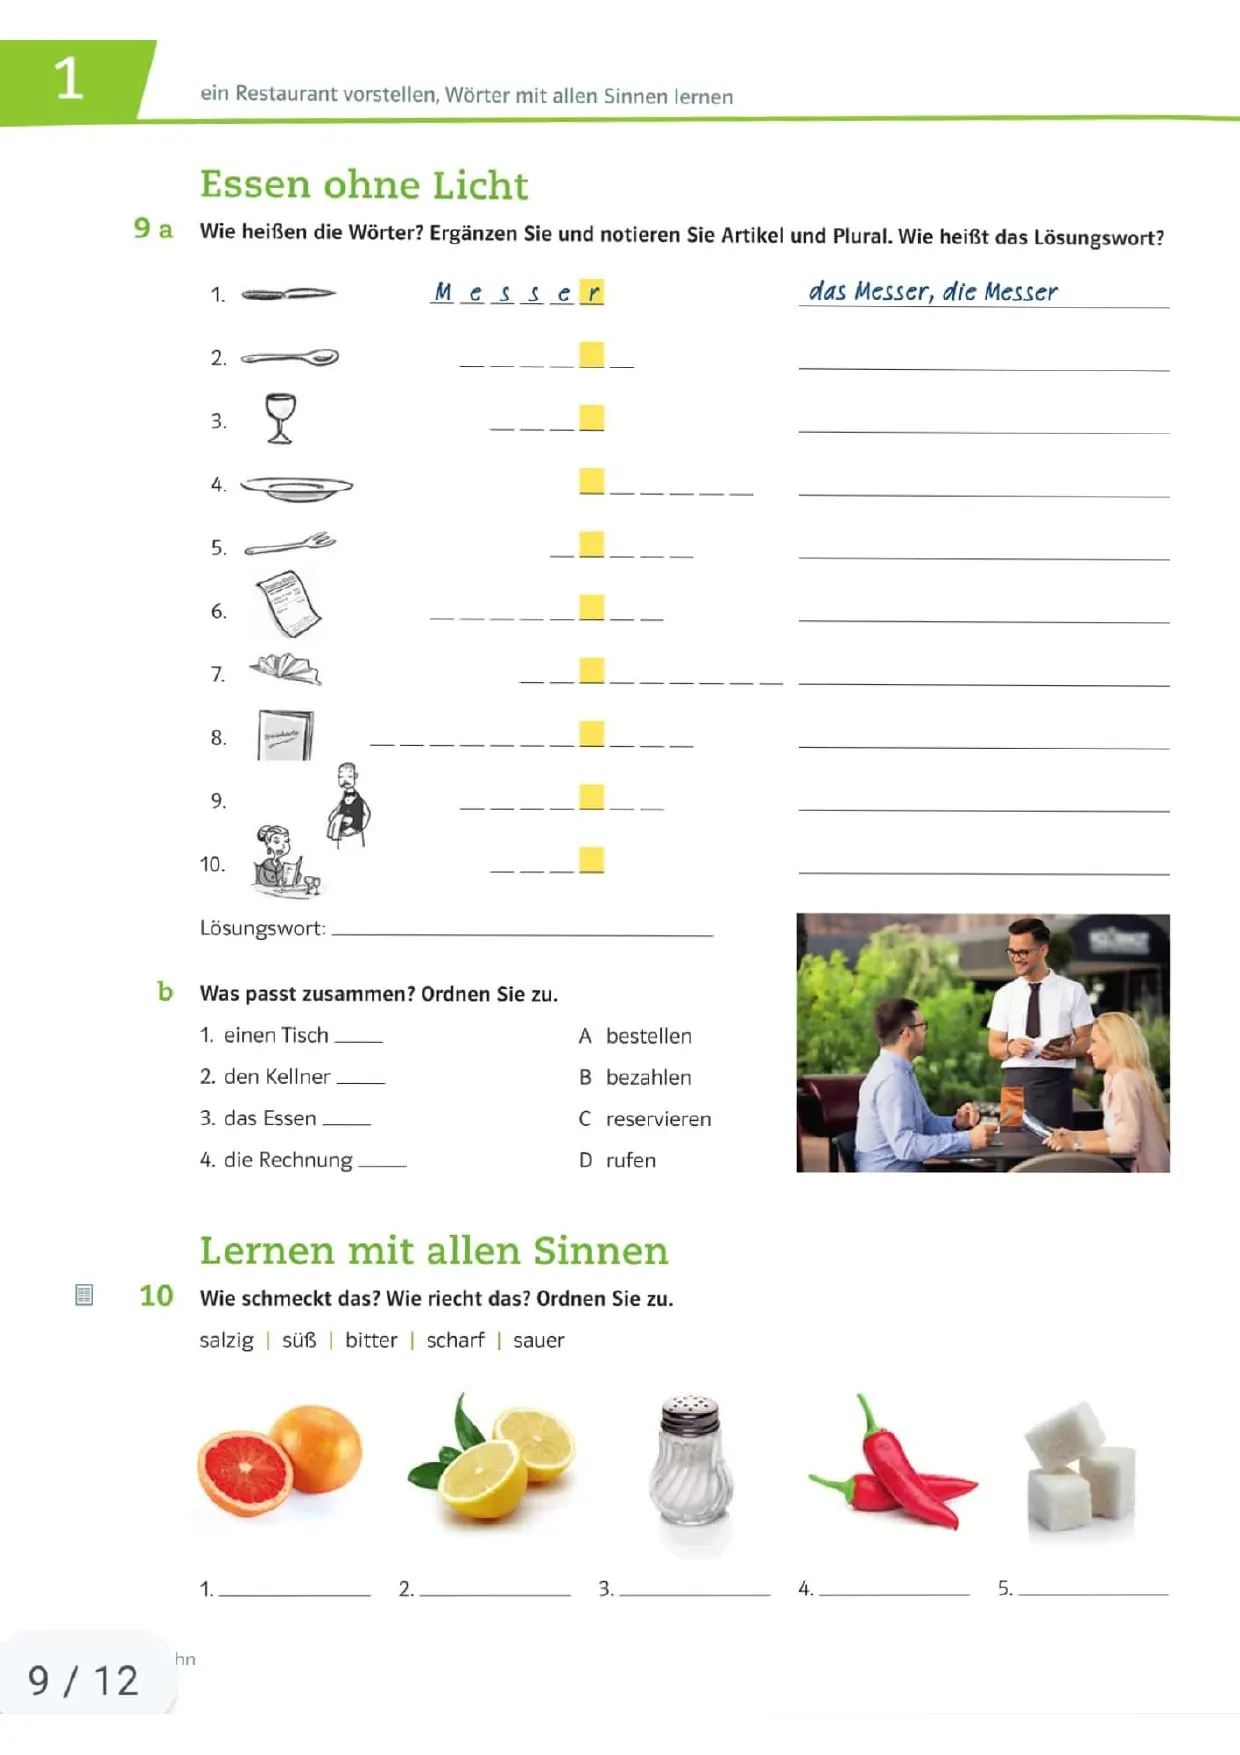 1
ein Restaurant vorstellen, Wörter mit allen Sinnen lernen
Essen ohne Licht
9 a Wie heißen die Wörter? Ergänzen Sie und notieren Sie Artikel und Plural. Wie heißt das Lösungswort?
1. M e s s e r das Messer, die Messer
2.
3.
4.
5.
6.
7.
8.
9.
10.
Lösungswort:
b Was passt zusammen? Ordnen Sie zu.
1. einen Tisch A bestellen
2. den Kellner B bezahlen
3. das Essen C reservieren
4. die Rechnung D rufen
Lernen mit allen Sinnen
10 Wie schmeckt das? Wie riecht das? Ordnen Sie zu.
salzig | süß | bitter | scharf | sauer
1. 2. 3. 4. 5.
hn
9 / 12